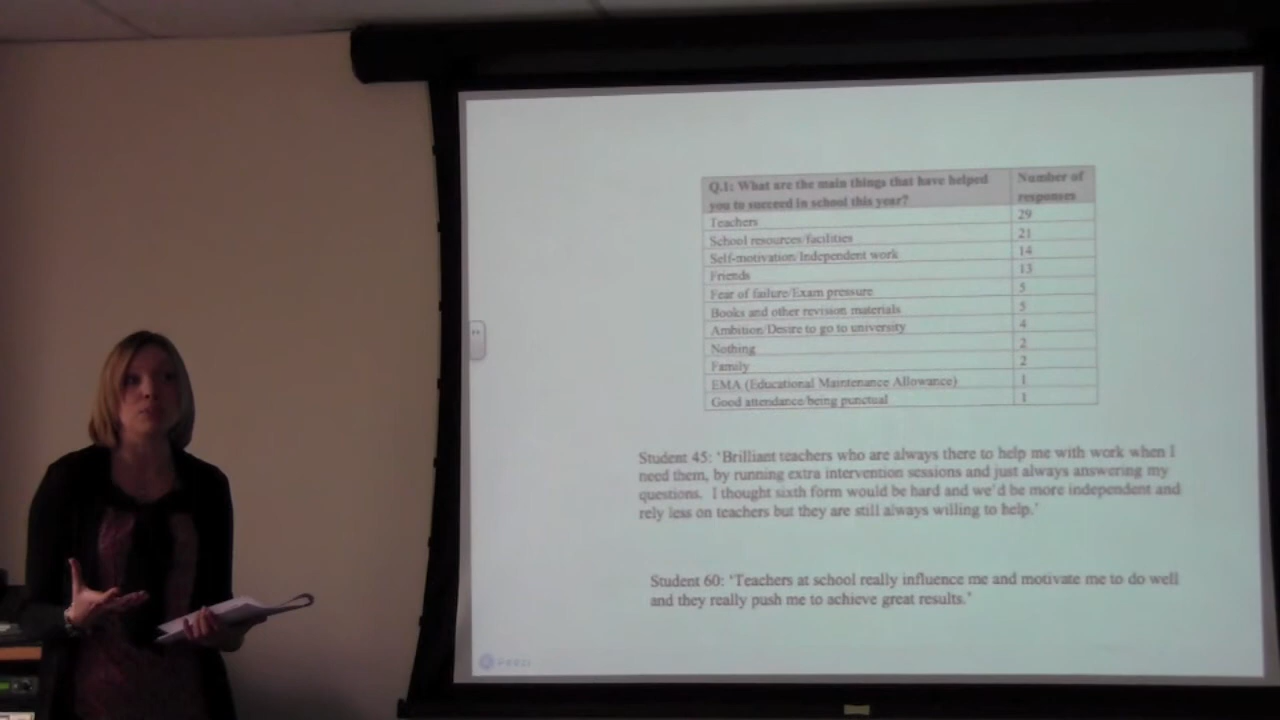 Q.1: What are the main things that have helped Number of
you to succeed in school this year? responses
Teachers 29
School resources/facilities 21
Self-motivation/Independent work 14
Friends 13
Fear of failure/Exam pressure 5
Books and other revision materials 5
Ambition/Desire to go to university 4
Nothing 2
Family 2
EMA (Educational Maintenance Allowance) 1
Good attendance/being punctual 1
Student 45: ‘Brilliant teachers who are always there to help me with work when I
need them, by running extra intervention sessions and just always answering my
questions. I thought sixth form would be hard and we’d be more independent and
rely less on teachers but they are still always willing to help.’
Student 60: ‘Teachers at school really influence me and motivate me to do well
and they really push me to achieve great results.’